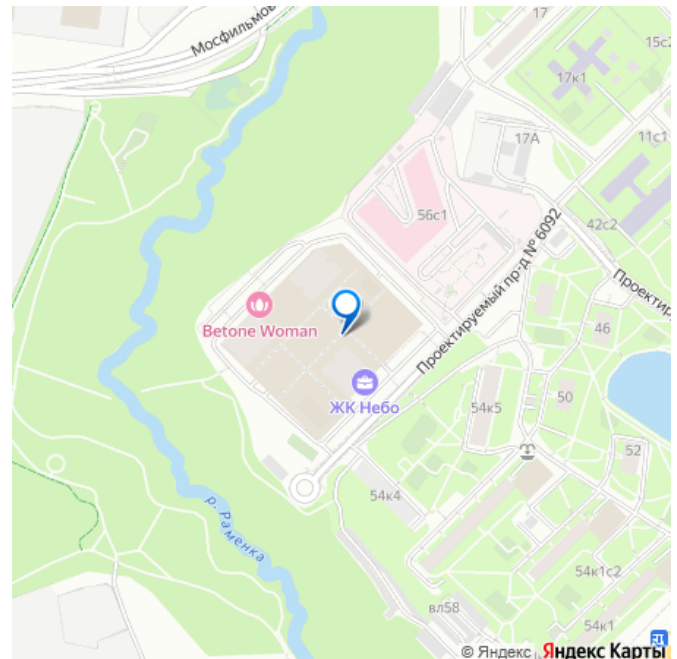 17
15с2
Мосфильмов
17к1
17А
11с1
56с1
42с2
Проектируемый пр-д № 6092
Проектир
Betone Woman
46
ЖК Небо
54к5
50
52
54к4
р. Раменка
54к1с2
вл58
54к1
© Яндекс Яндекс Карты